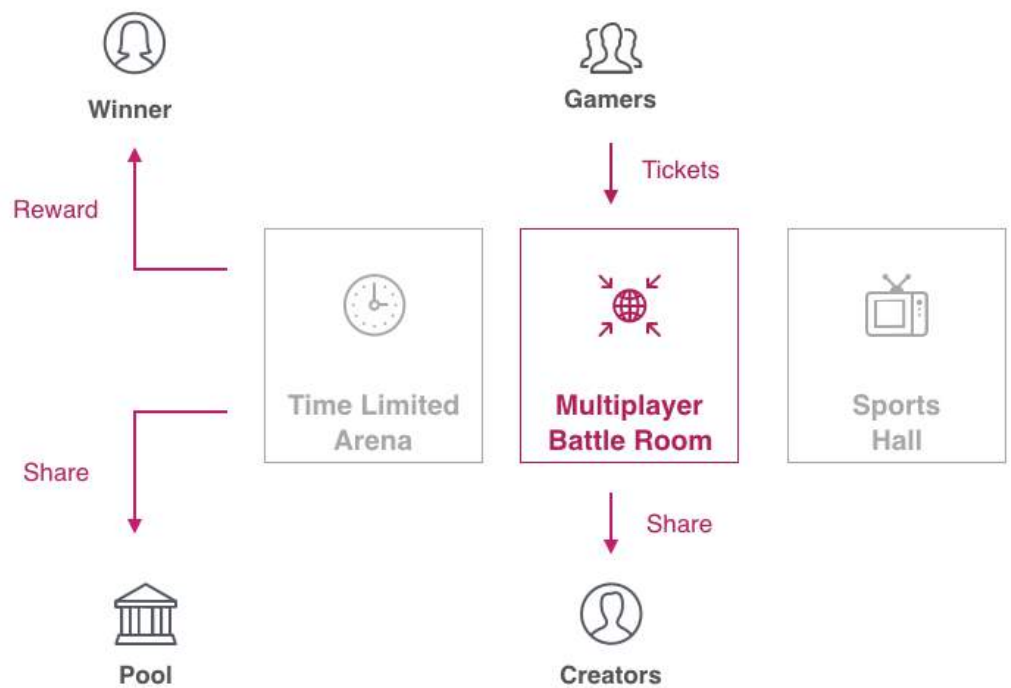 Winner
Gamers
Tickets
Reward
Time Limited
Arena
Multiplayer
Battle Room
Sports
Hall
Share
Share
Pool
Creators